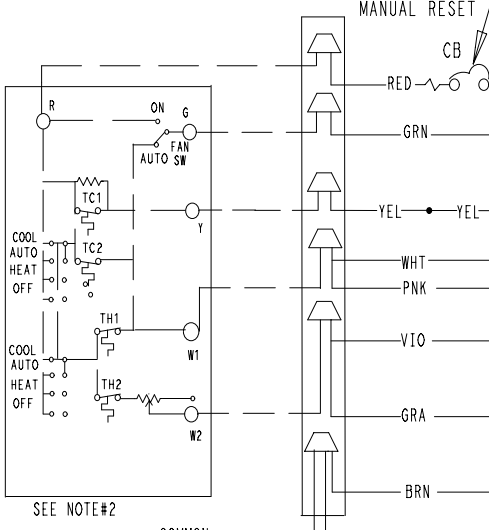 MANUAL RESET
CB
RED
R
ON
G
GRN
AUTO
FAN
SW
TC1
Y
YEL
YEL
COOL
AUTO
HEAT
OFF
TC2
WHT
PNK
TH1
W1
VIO
COOL
AUTO
HEAT
OFF
TH2
W2
GRA
BRN
SEE NOTE#2